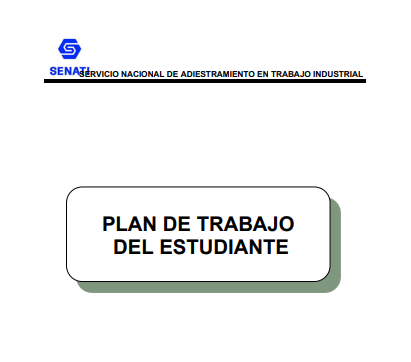 SENATI
SERVICIO NACIONAL DE ADIESTRAMIENTO EN TRABAJO INDUSTRIAL
PLAN DE TRABAJO
DEL ESTUDIANTE